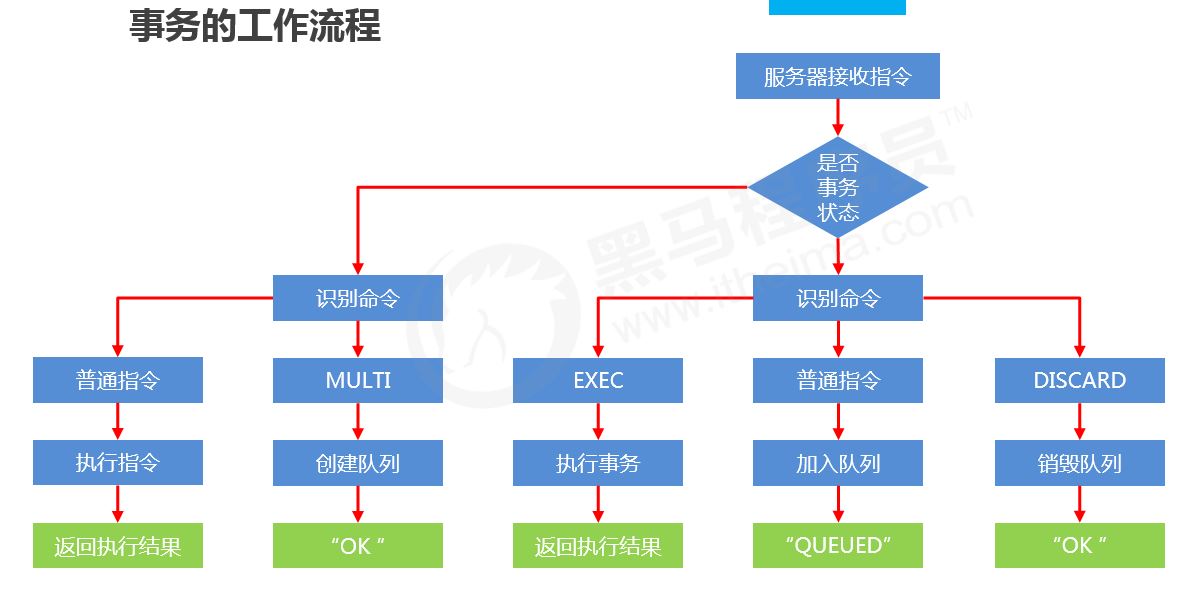 事务的工作流程
服务器接收指令
是否
事务
状态
识别命令
识别命令
普通指令
MULTI
EXEC
普通指令
DISCARD
执行指令
创建队列
执行事务
加入队列
销毁队列
返回执行结果
“OK ”
返回执行结果
“QUEUED”
“OK ”
黑马程序员™
www.itheima.com